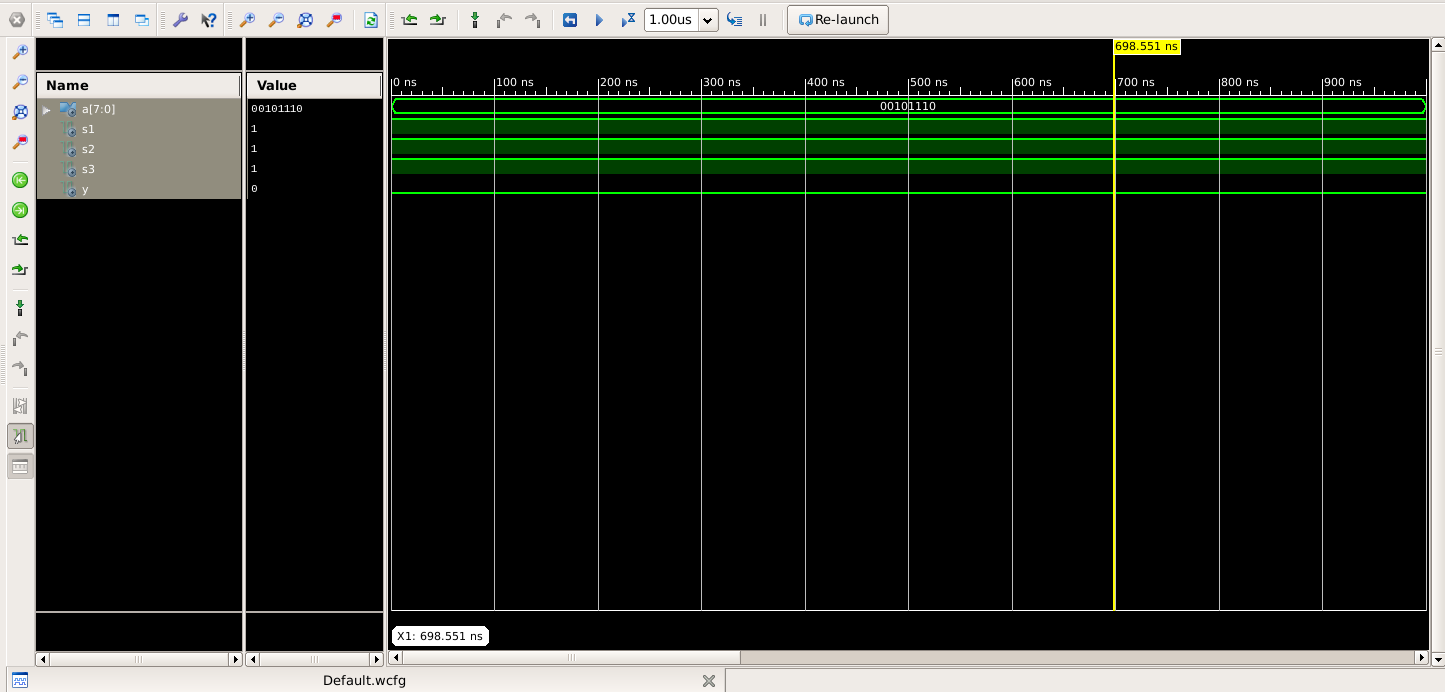 1.00us
Re-launch
698.551 ns
Name
Value
0 ns
100 ns
200 ns
300 ns
400 ns
500 ns
600 ns
700 ns
800 ns
900 ns
a[7:0]
00101110
00101110
s1
1
s2
1
s3
1
y
0
X1: 698.551 ns
Default.wcfg